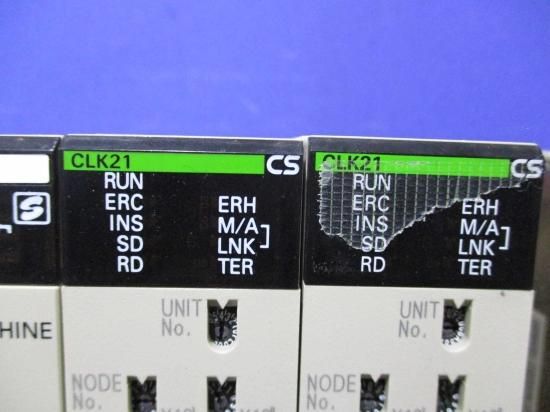 CLK21 CS
RUN
ERC ERH
INS M/A
SD LNK
RD TER
UNIT
No.
NODE
No.
CLK21 CS
RUN
ERC ERH
INS M/A
SD LNK
RD TER
UNIT
No.
NODE
No.
S
HINE